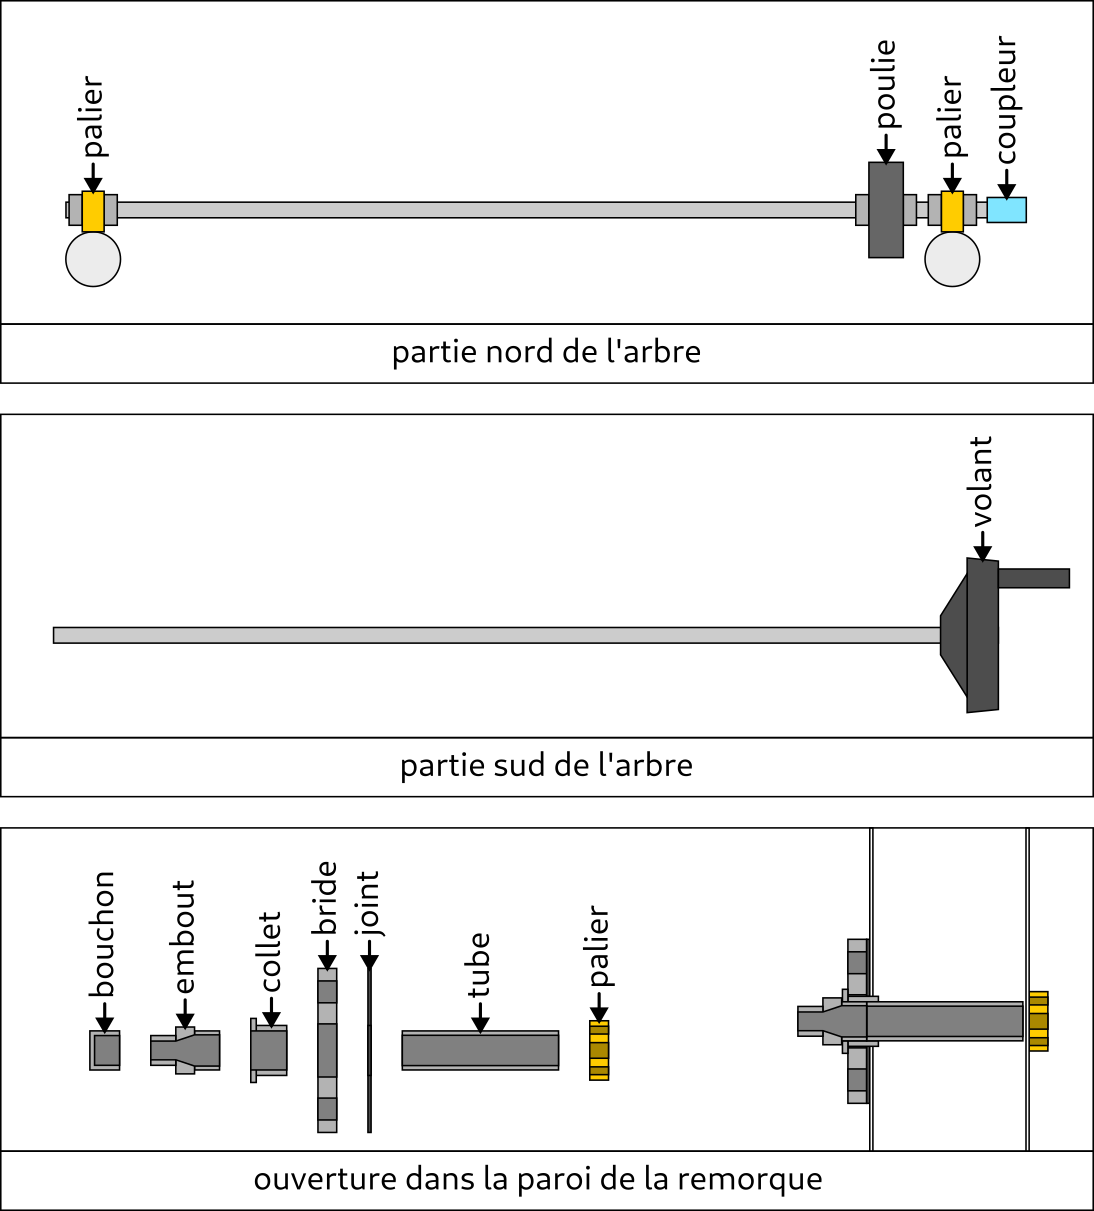 palier
poulie
palier
coupleur
partie nord de l'arbre
volant
partie sud de l'arbre
bouchon
embout
collet
bride
joint
tube
palier
ouverture dans la paroi de la remorque